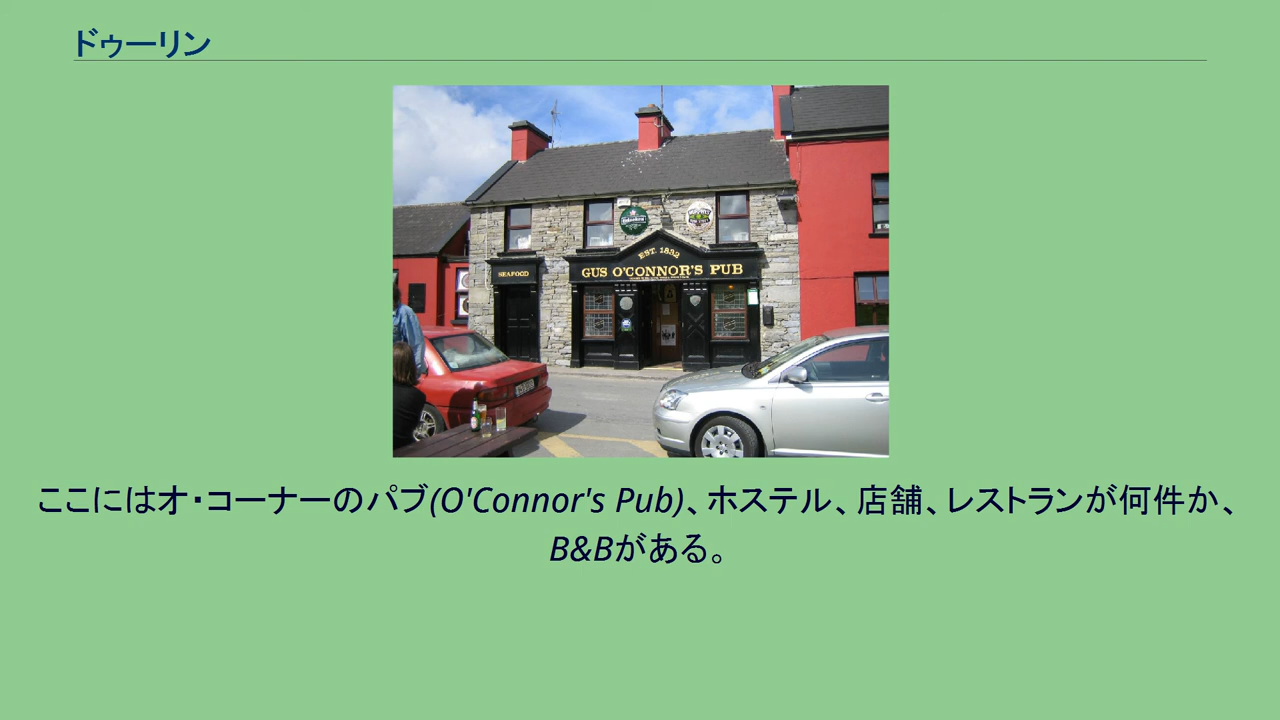 ドゥーリン
Heineken
EST. 1832
GUS O'CONNOR'S PUB
SEAFOOD
ここにはオ・コーナーのパブ(O'Connor's Pub)、ホステル、店舗、レストランが何件か、
B&Bがある。